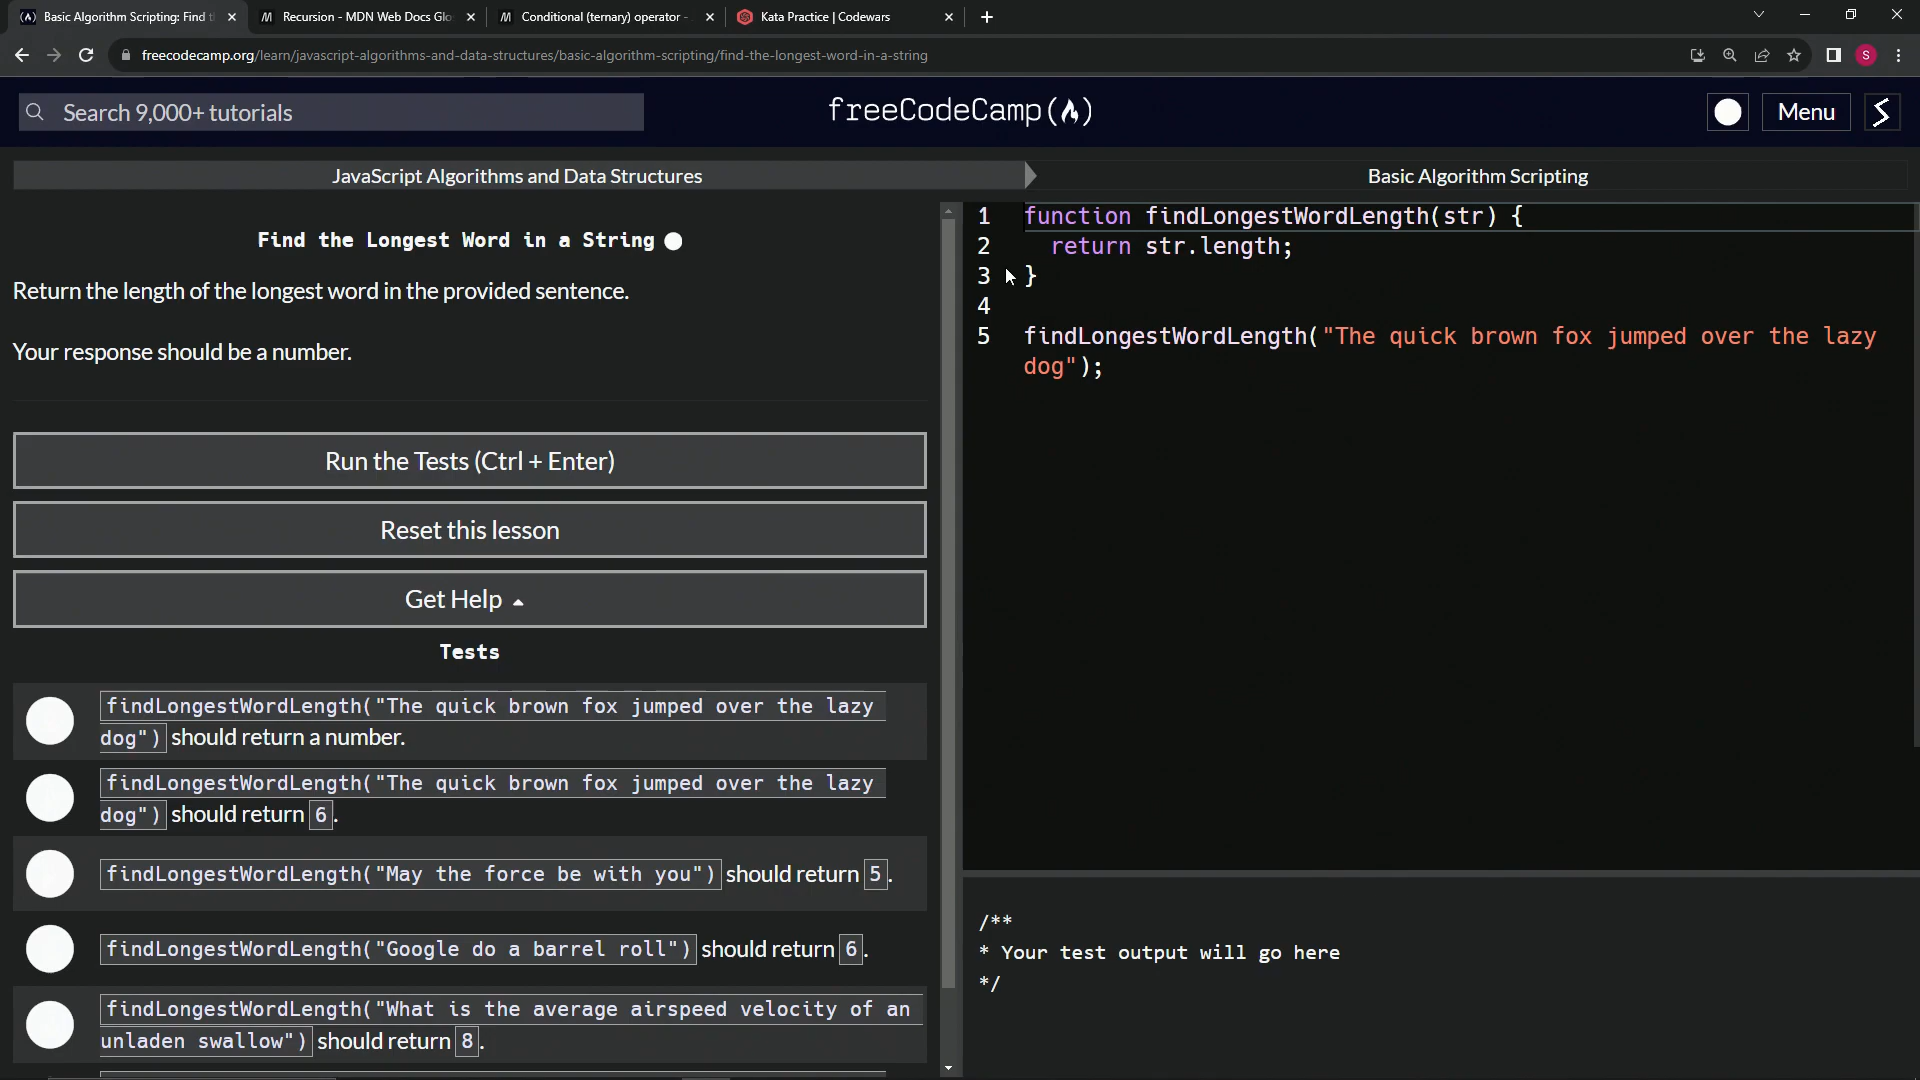 Basic Algorithm Scripting: Find t
Recursion - MDN Web Docs Glo
Conditional (ternary) operator -
Kata Practice | Codewars
freecodecamp.org/learn/javascript-algorithms-and-data-structures/basic-algorithm-scripting/find-the-longest-word-in-a-string
S
Search 9,000+ tutorials
freeCodeCamp
Menu
JavaScript Algorithms and Data Structures
Basic Algorithm Scripting
Find the Longest Word in a String
Return the length of the longest word in the provided sentence.
Your response should be a number.
Run the Tests (Ctrl + Enter)
Reset this lesson
Get Help
Tests
findLongestWordLength("The quick brown fox jumped over the lazy
dog") should return a number.
findLongestWordLength("The quick brown fox jumped over the lazy
dog") should return 6.
findLongestWordLength("May the force be with you") should return 5.
findLongestWordLength("Google do a barrel roll") should return 6.
findLongestWordLength("What is the average airspeed velocity of an
unladen swallow") should return 8.
1 function findLongestWordLength(str) {
2 return str.length;
3 }
4
5 findLongestWordLength("The quick brown fox jumped over the lazy
dog");
/**
* Your test output will go here
*/